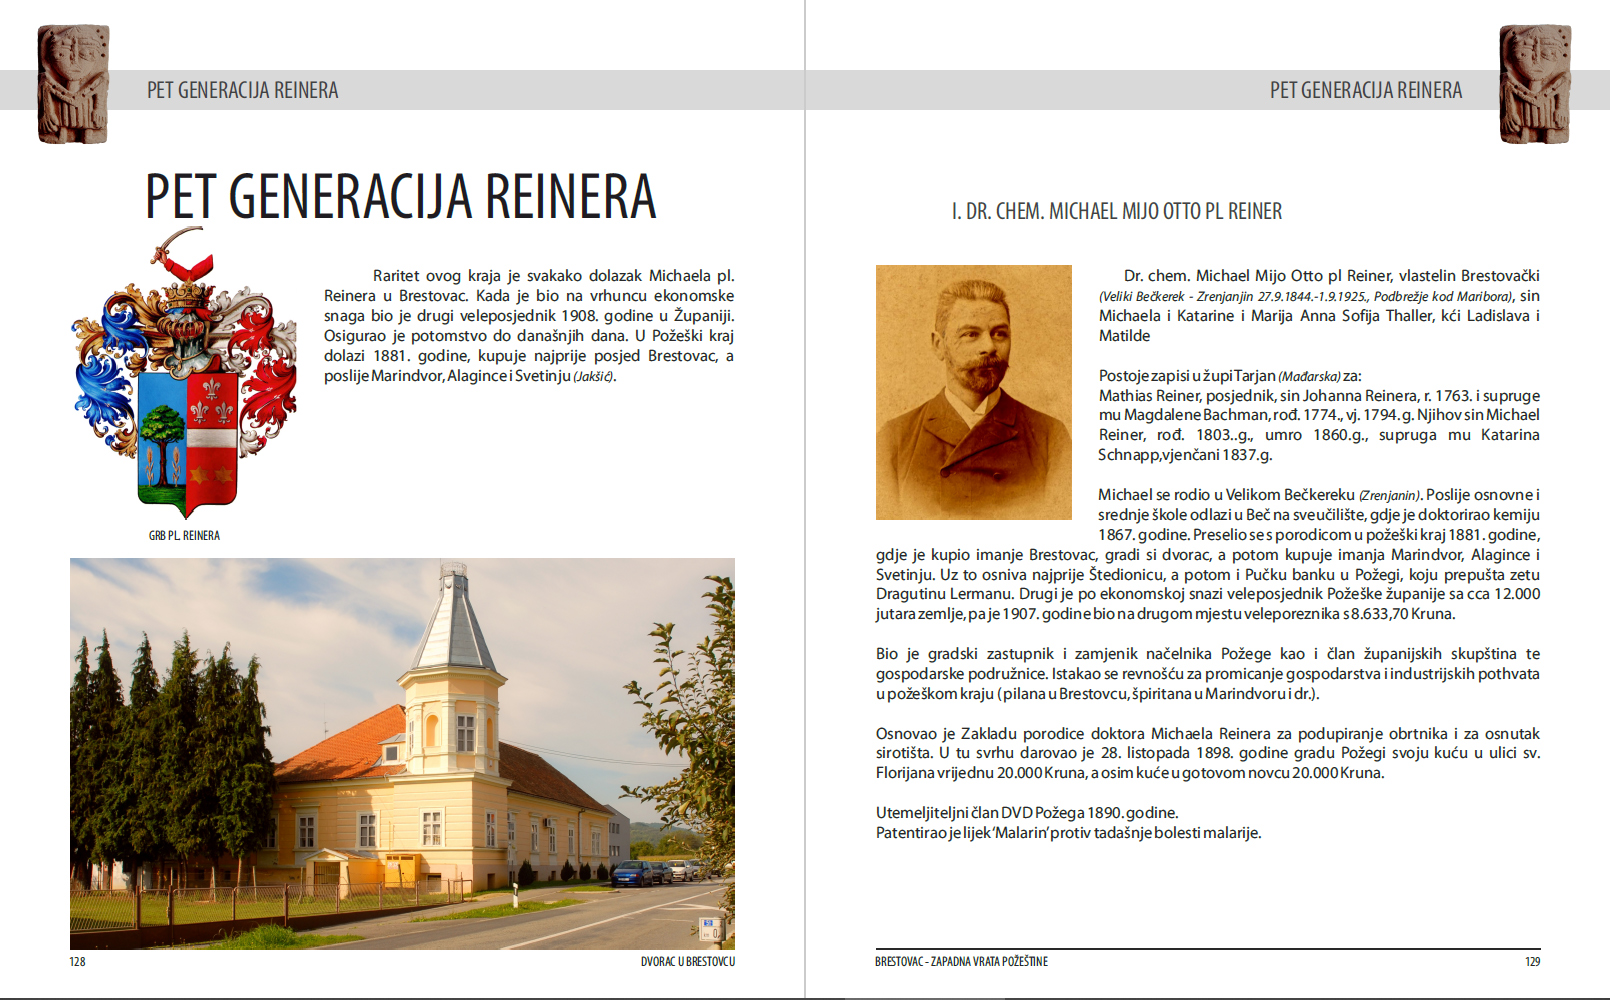 PET GENERACIJA REINERA
PET GENERACIJA REINERA
Raritet ovog kraja je svakako dolazak Michaela pl.
Reinera u Brestovac. Kada je bio na vrhuncu ekonomske
snaga bio je drugi veleposjednik 1908. godine u Županiji.
Osigurao je potomstvo do današnjih dana. U Požeški kraj
dolazi 1881. godine, kupuje najprije posjed Brestovac, a
poslije Marindvor, Alagince i Svetinju (Jakšić).
GRB PL. REINERA
128
DVORAC U BRESTOVCU
PET GENERACIJA REINERA
I. DR. CHEM. MICHAEL MIJO OTTO PL REINER
Dr. chem. Michael Mijo Otto pl Reiner, vlastelin Brestovački
(Veliki Bečkerek - Zrenjanjin 27.9.1844.-1.9.1925., Podbrežje kod Maribora), sin
Michaela i Katarine i Marija Anna Sofija Thaller, kći Ladislava i
Matilde
Postoje zapisi u župi Tarjan (Mađarska) za:
Mathias Reiner, posjednik, sin Johanna Reinera, r. 1763. i supruge
mu Magdalene Bachman, rođ. 1774., vj. 1794. g. Njihov sin Michael
Reiner, rođ. 1803..g., umro 1860.g., supruga mu Katarina
Schnapp,vjenčani 1837.g.
Michael se rodio u Velikom Bečkereku (Zrenjanin). Poslije osnovne i
srednje škole odlazi u Beč na sveučilište, gdje je doktorirao kemiju
1867. godine. Preselio se s porodicom u požeški kraj 1881. godine,
gdje je kupio imanje Brestovac, gradi si dvorac, a potom kupuje imanja Marindvor, Alagince i
Svetinju. Uz to osniva najprije Štedionicu, a potom i Pučku banku u Požegi, koju prepušta zetu
Dragutinu Lermanu. Drugi je po ekonomskoj snazi veleposjednik Požeške županije sa cca 12.000
jutara zemlje, pa je 1907. godine bio na drugom mjestu veleporeznika s 8.633,70 Kruna.
Bio je gradski zastupnik i zamjenik načelnika Požege kao i član županijskih skupština te
gospodarske podružnice. Istakao se revnošću za promicanje gospodarstva i industrijskih pothvata
u požeškom kraju (pilana u Brestovcu, špiritana u Marindvoru i dr.).
Osnovao je Zakladu porodice doktora Michaela Reinera za podupiranje obrtnika i za osnutak
sirotišta. U tu svrhu darovao je 28. listopada 1898. godine gradu Požegi svoju kuću u ulici sv.
Florijana vrijednu 20.000 Kruna, a osim kuće u gotovom novcu 20.000 Kruna.
Utemeljiteljni član DVD Požega 1890. godine.
Patentirao je lijek ‘Malarin’ protiv tadašnje bolesti malarije.
BRESTOVAC - ZAPADNA VRATA POŽEŠTINE
129